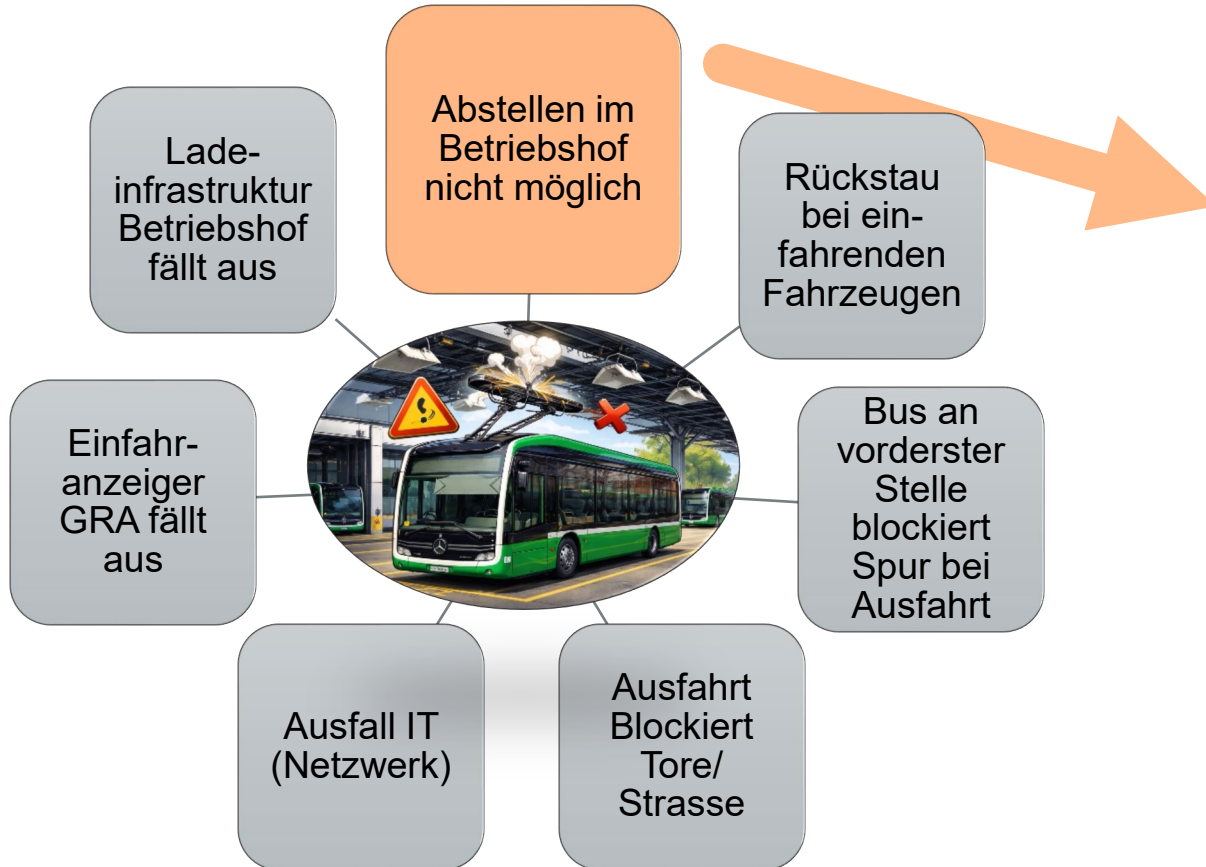 Abstellen im
Betriebshof
nicht möglich
Rückstau
bei ein-
fahrenden
Fahrzeugen
Bus an
vorderster
Stelle
blockiert
Spur bei
Ausfahrt
Ausfahrt
Blockiert
Tore/
Strasse
Ausfall IT
(Netzwerk)
Einfahr-
anzeiger
GRA fällt
aus
Lade-
infrastruktur
Betriebshof
fällt aus